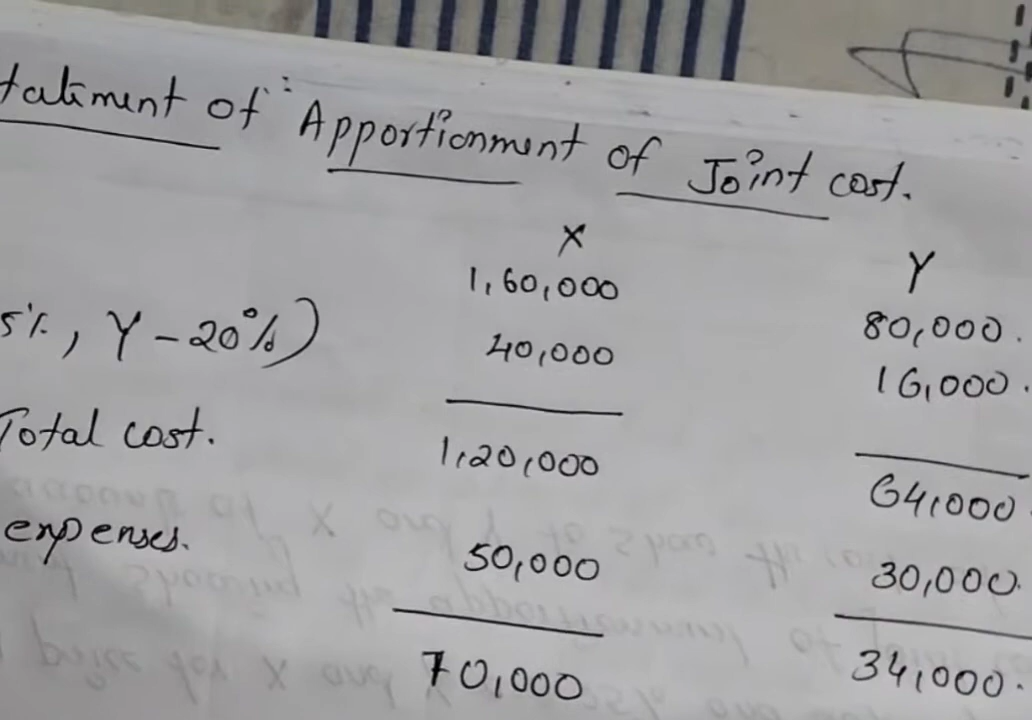 tatement of Apportionment of Joint cost.
X Y
1,60,000 80,000.
5%, Y - 20%) 40,000 16,000.
Total cost. 1,20,000 64,000
expenses. 50,000 30,000.
70,000 34,000.